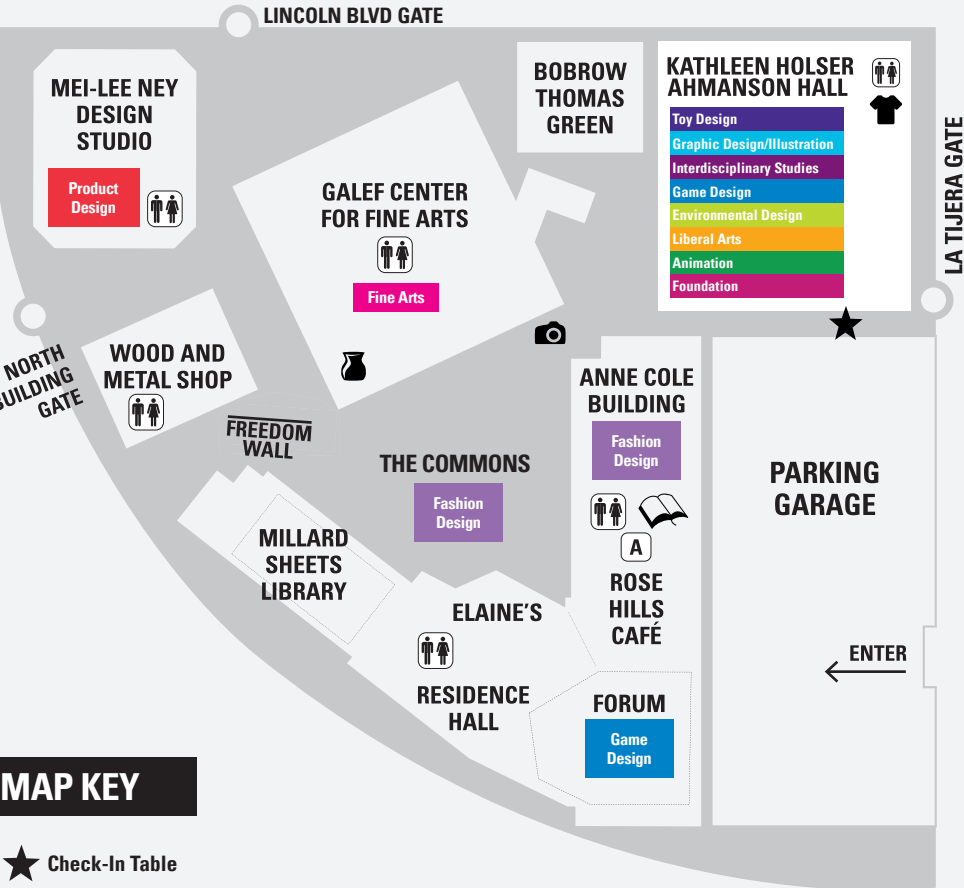 LINCOLN BLVD GATE
MEI-LEE NEY
DESIGN
STUDIO
Product
Design
BOBROW
THOMAS
GREEN
KATHLEEN HOLSER
AHMANSON HALL
Toy Design
Graphic Design/Illustration
Interdisciplinary Studies
Game Design
Environmental Design
Liberal Arts
Animation
Foundation
LA TIJERA GATE
GALEF CENTER
FOR FINE ARTS
Fine Arts
NORTH
BUILDING
GATE
WOOD AND
METAL SHOP
FREEDOM
WALL
THE COMMONS
Fashion
Design
ANNE COLE
BUILDING
Fashion
Design
A
ROSE
HILLS
CAFÉ
PARKING
GARAGE
ENTER
MILLARD
SHEETS
LIBRARY
ELAINE'S
RESIDENCE
HALL
FORUM
Game
Design
MAP KEY
Check-In Table